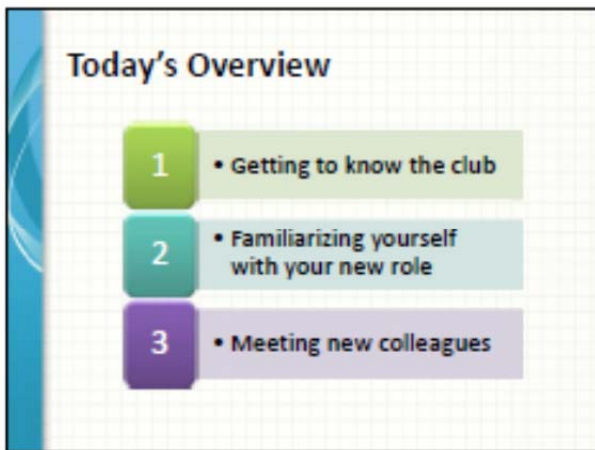 Today's Overview
1
• Getting to know the club
2
• Familiarizing yourself
with your new role
3
• Meeting new colleagues